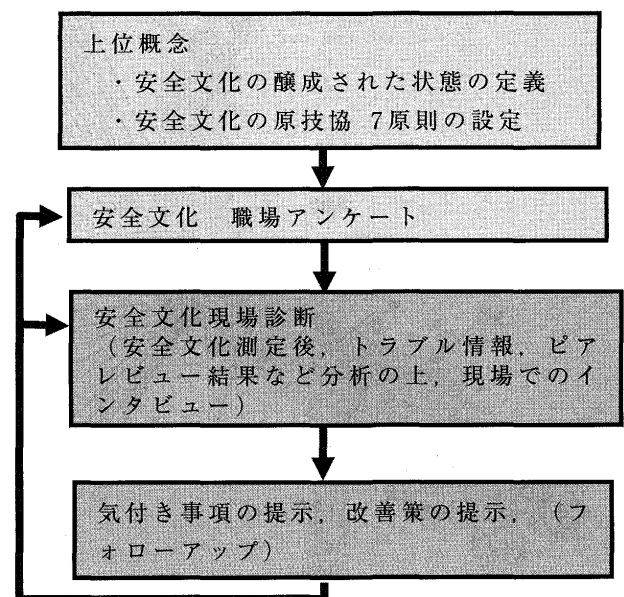 上位概念
・安全文化の醸成された状態の定義
・安全文化の原技協 7原則の設定
安全文化 職場アンケート
安全文化現場診断
（安全文化測定後，トラブル情報，ピア
レビュー結果など分析の上，現場でのイ
ンタビュー）
気付き事項の提示，改善策の提示，（フ
ォローアップ）